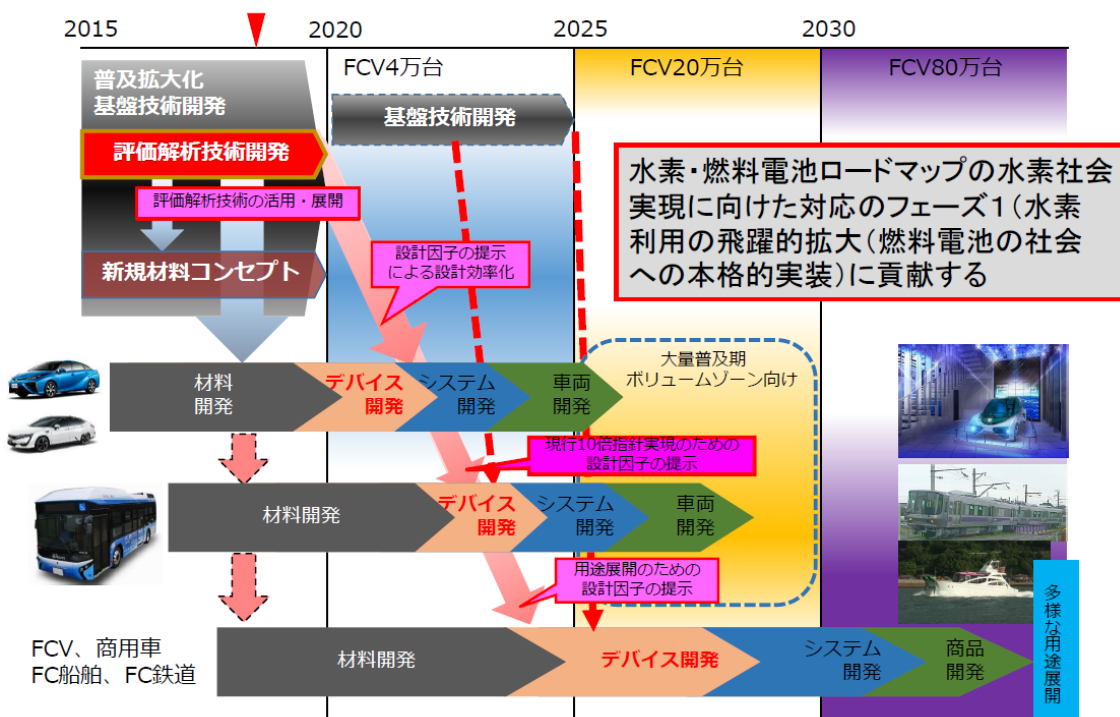 2015
2020
2025
2030
FCV4万台
FCV20万台
FCV80万台
普及拡大化
基盤技術開発
基盤技術開発
評価解析技術開発
評価解析技術の活用・展開
新規材料コンセプト
設計因子の提示
による設計効率化
水素・燃料電池ロードマップの水素社会
実現に向けた対応のフェーズ1(水素
利用の飛躍的拡大(燃料電池の社会
への本格的実装)に貢献する
大量普及期
ボリュームゾーン向け
材料
開発
デバイス
開発
システム
開発
車両
開発
現行10倍指針実現のための
設計因子の提示
材料開発
デバイス
開発
システム
開発
車両
開発
用途展開のための
設計因子の提示
FCV、商用車
FC船舶、FC鉄道
材料開発
デバイス開発
システム
開発
商品
開発
多様な用途展開